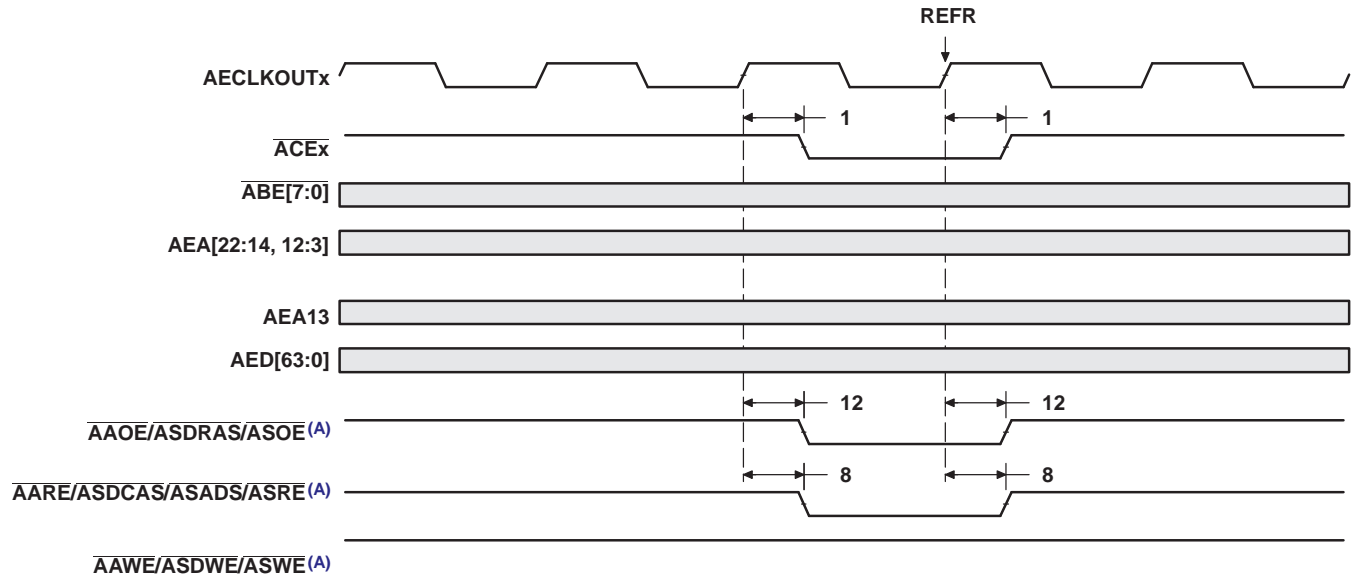 REFR
AECLKOUTx
1 1
ACEx
ABE[7:0]
AEA[22:14, 12:3]
AEA13
AED[63:0]
12 12
AAOE/ASDRAS/ASOE(A)
8 8
AARE/ASDCAS/ASADS/ASRE(A)
AAWE/ASDWE/ASWE(A)